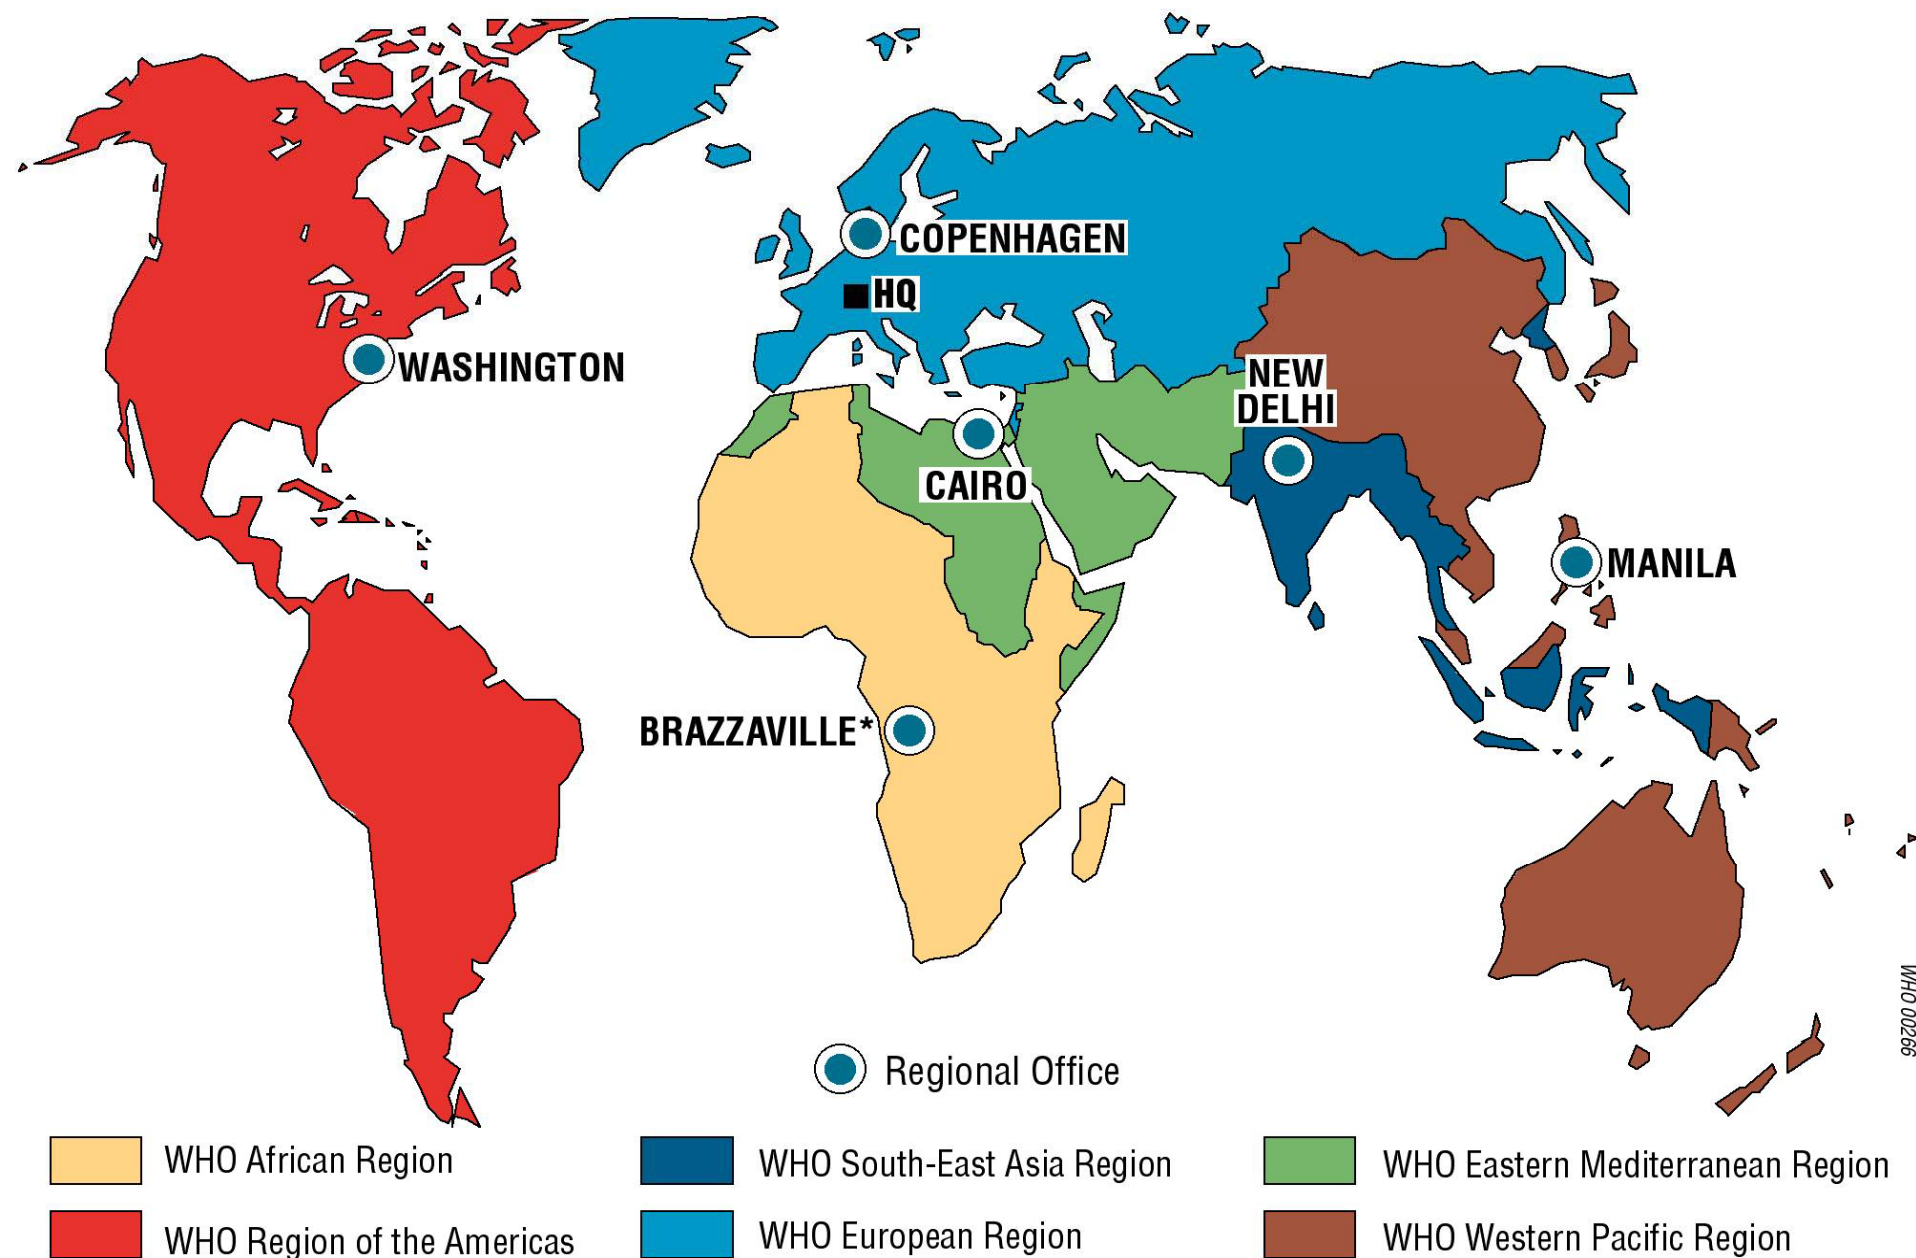 COPENHAGEN
HQ
WASHINGTON
NEW
DELHI
CAIRO
MANILA
BRAZZAVILLE*
WHO 00266
Regional Office
WHO African Region
WHO South-East Asia Region
WHO Eastern Mediterranean Region
WHO Region of the Americas
WHO European Region
WHO Western Pacific Region